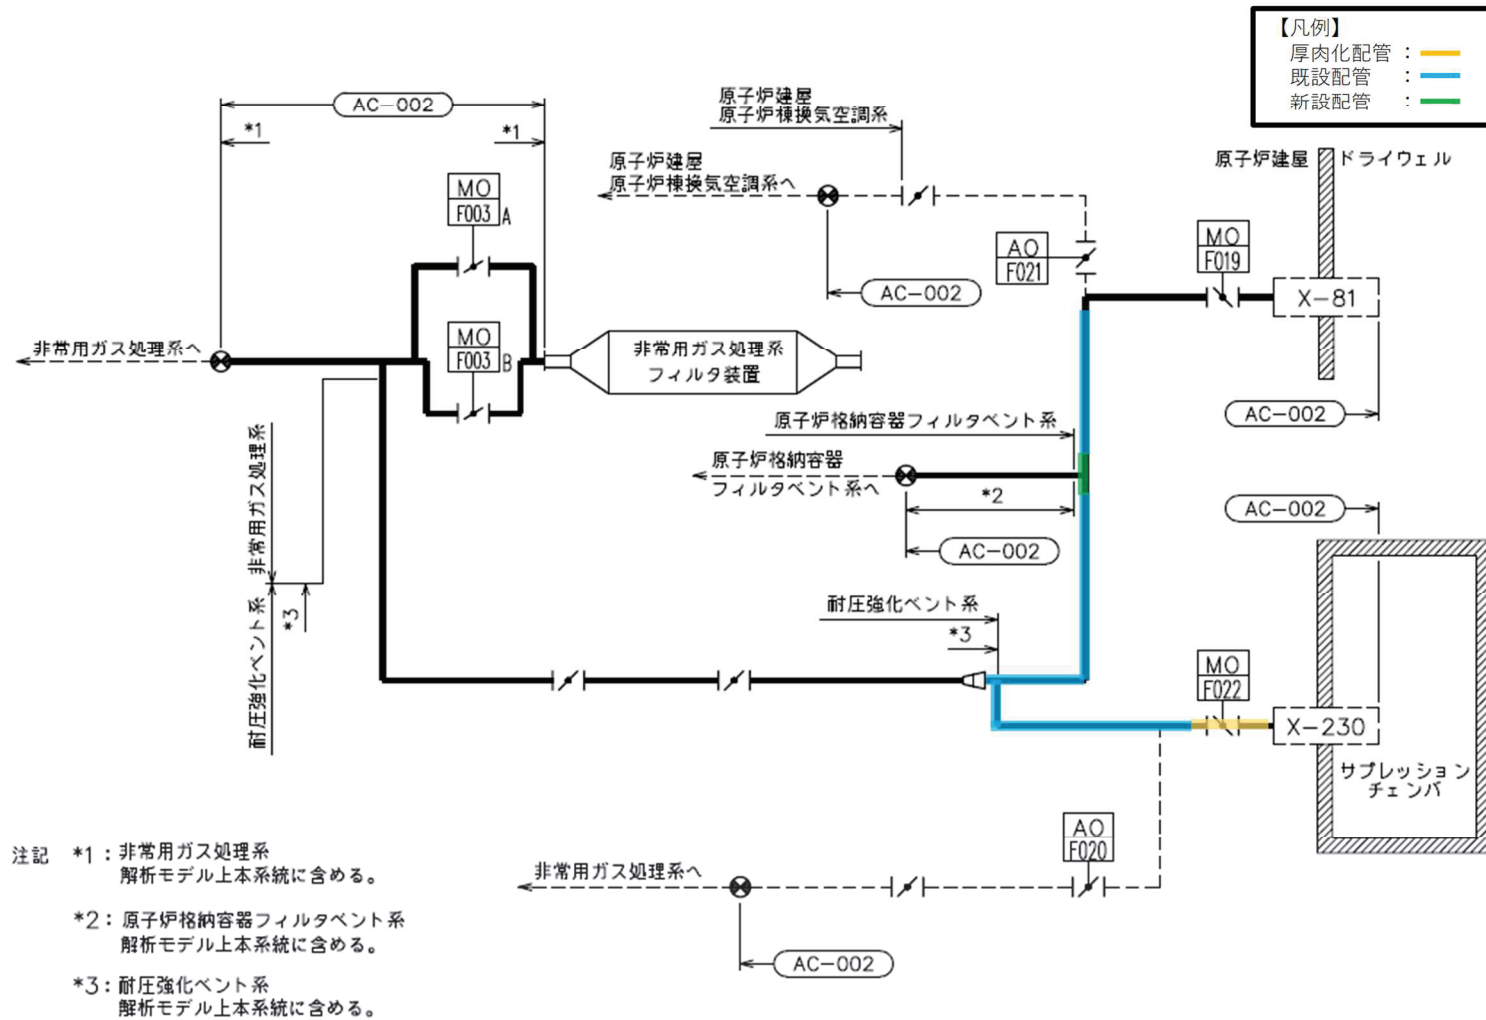 【凡例】
厚肉化配管 :
既設配管 :
新設配管 :
AC-002
*1
*1
原子炉建屋
原子炉棟換気空調系
原子炉建屋
原子炉棟換気空調系へ
原子炉建屋
ドライウェル
MO
F003 A
AO
F021
MO
F019
AC-002
X-81
非常用ガス処理系へ
MO
F003 B
非常用ガス処理系
フィルタ装置
AC-002
原子炉格納容器フィルタベント系
原子炉格納容器
フィルタベント系へ
*2
AC-002
AC-002
非常用ガス処理系
耐圧強化ベント系
*3
耐圧強化ベント系
*3
MO
F022
X-230
サプレッション
チェンバ
AO
F020
非常用ガス処理系へ
AC-002
注記 *1:非常用ガス処理系
解析モデル上本系統に含める。
*2:原子炉格納容器フィルタベント系
解析モデル上本系統に含める。
*3:耐圧強化ベント系
解析モデル上本系統に含める。